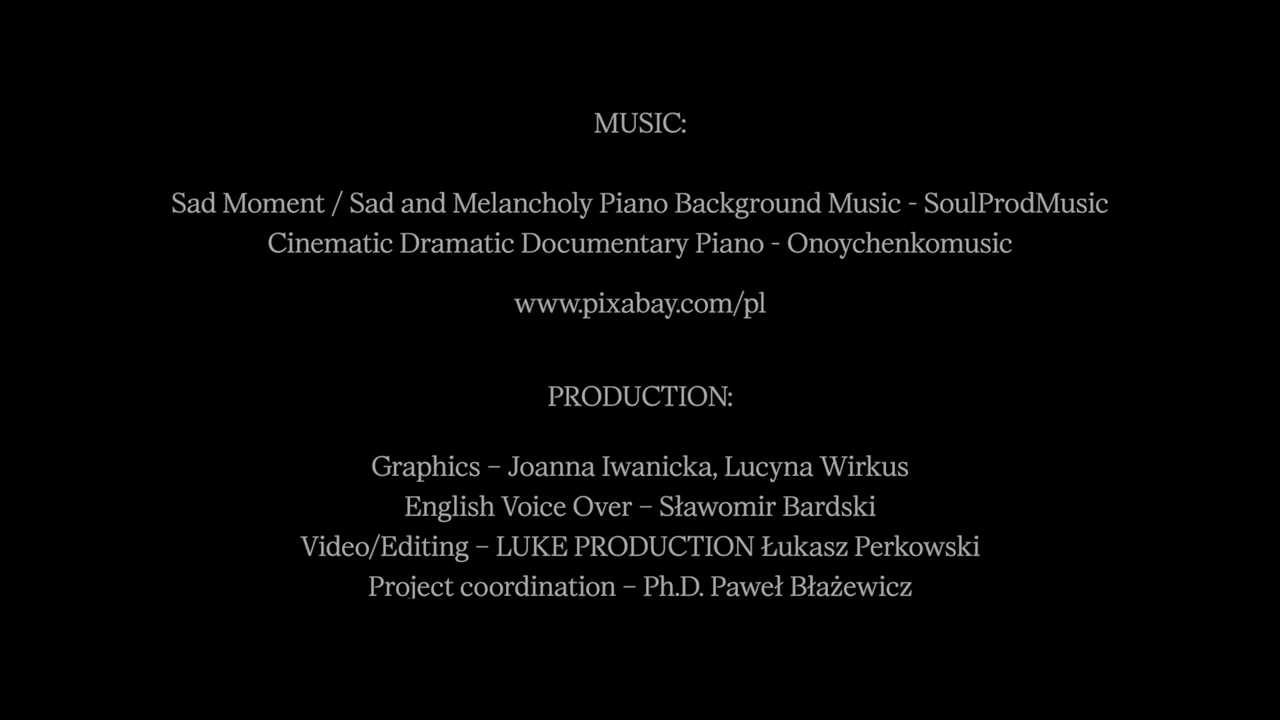 MUSIC:
Sad Moment / Sad and Melancholy Piano Background Music - SoulProdMusic
Cinematic Dramatic Documentary Piano - Onoychenkomusic
www.pixabay.com/pl
PRODUCTION:
Graphics – Joanna Iwanicka, Lucyna Wirkus
English Voice Over – Sławomir Bardski
Video/Editing – LUKE PRODUCTION Łukasz Perkowski
Project coordination – Ph.D. Paweł Błażewicz